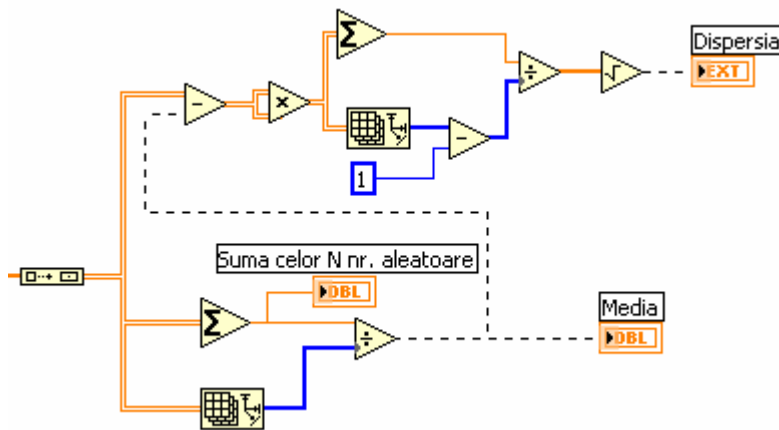 Dispersia
EXT
1
Suma celor N nr. aleatoare
DBL
Media
DBL